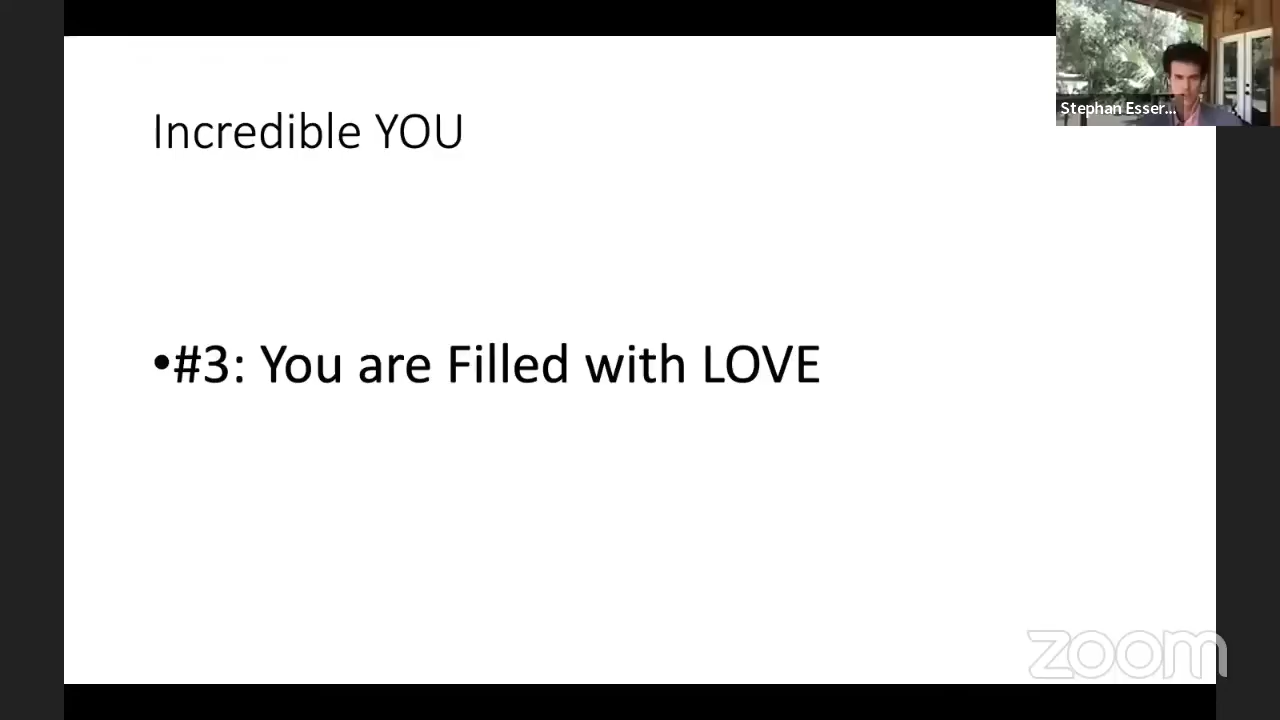 Stephan Esser...
Incredible YOU
•#3: You are Filled with LOVE
zoom